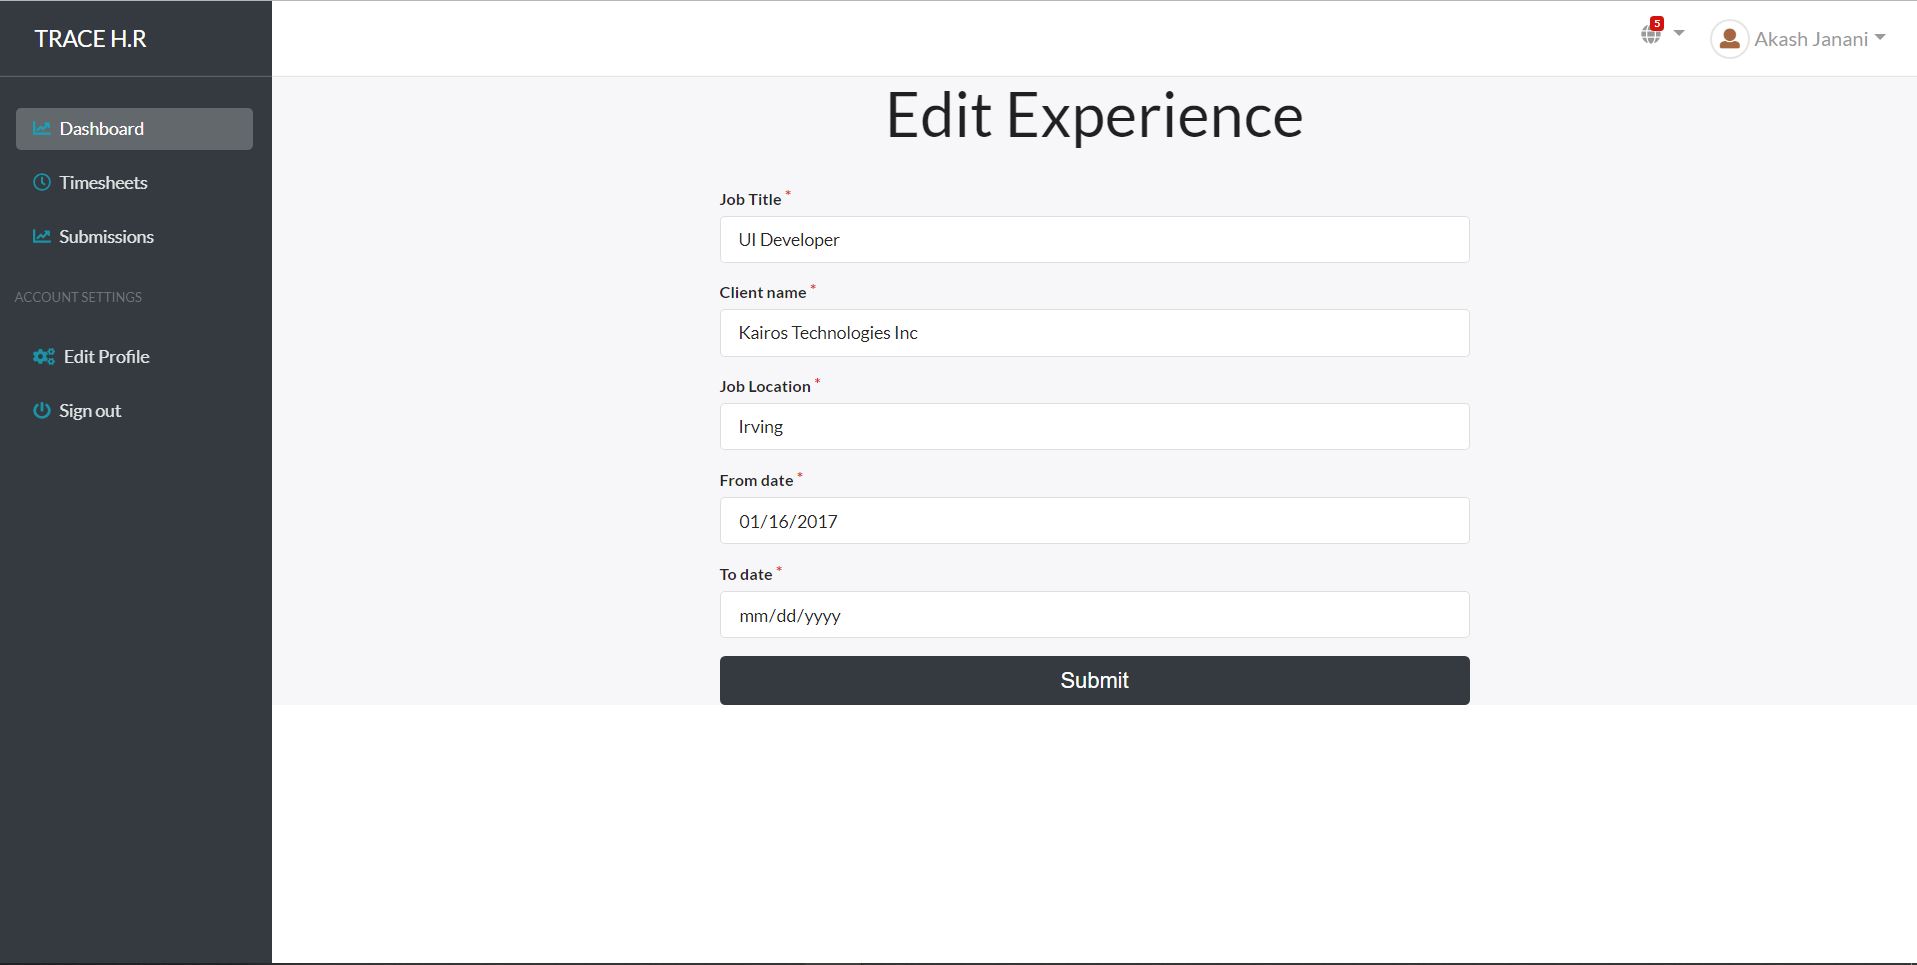 TRACE H.R
5
Akash Janani
Dashboard
Timesheets
Submissions
ACCOUNT SETTINGS
Edit Profile
Sign out
Edit Experience
Job Title *
UI Developer
Client name *
Kairos Technologies Inc
Job Location *
Irving
From date *
01/16/2017
To date *
mm/dd/yyyy
Submit